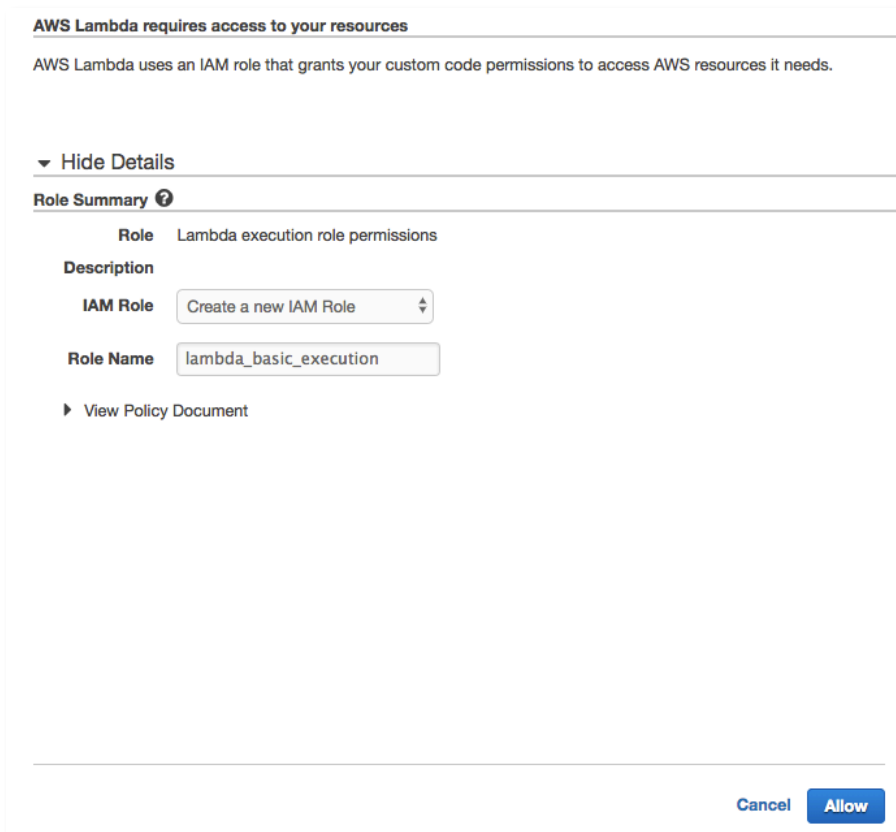 AWS Lambda requires access to your resources
AWS Lambda uses an IAM role that grants your custom code permissions to access AWS resources it needs.
Hide Details
Role Summary
Role Lambda execution role permissions
Description
IAM Role Create a new IAM Role
Role Name lambda_basic_execution
View Policy Document
Cancel Allow